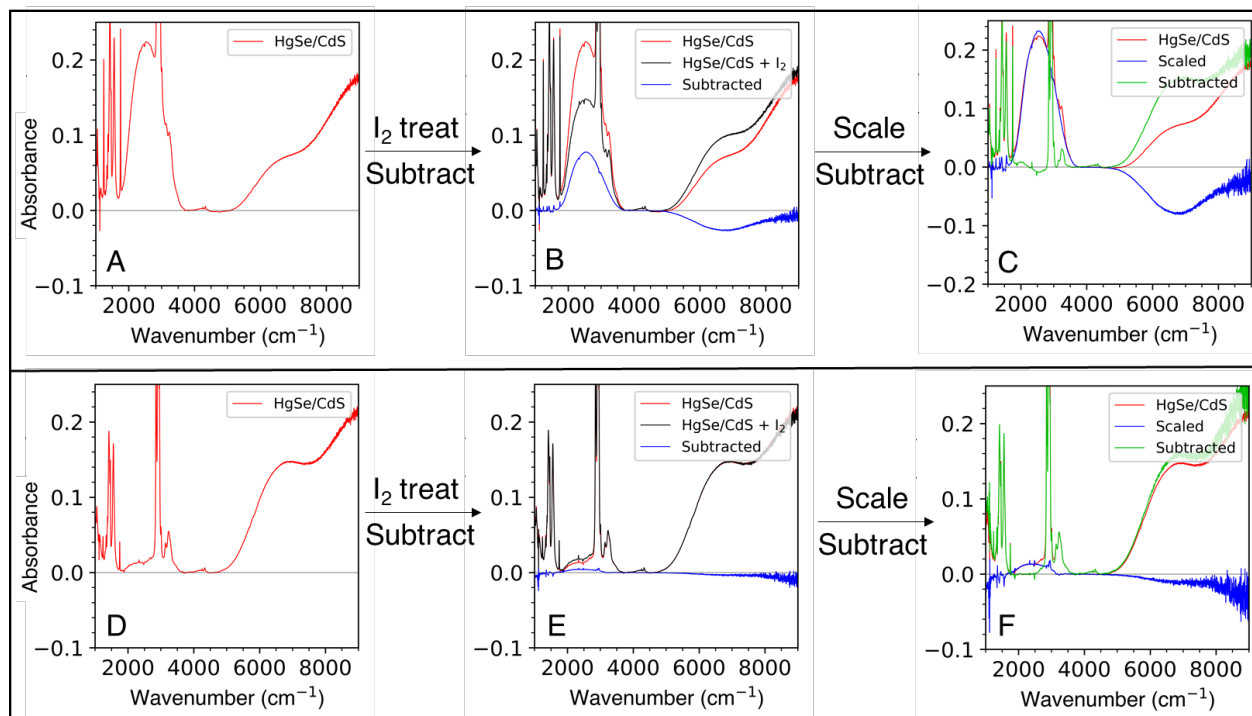 HgSe/CdS
0.2
0.1
0.0
−0.1
Absorbance
A
2000 4000 6000 8000
Wavenumber (cm⁻¹)
I₂ treat
Subtract
HgSe/CdS
HgSe/CdS + I₂
Subtracted
0.2
0.1
0.0
−0.1
B
2000 4000 6000 8000
Wavenumber (cm⁻¹)
Scale
Subtract
HgSe/CdS
Scaled
Subtracted
0.2
0.1
0.0
−0.1
−0.2
C
2000 4000 6000 8000
Wavenumber (cm⁻¹)
HgSe/CdS
0.2
0.1
0.0
−0.1
Absorbance
D
2000 4000 6000 8000
Wavenumber (cm⁻¹)
I₂ treat
Subtract
HgSe/CdS
HgSe/CdS + I₂
Subtracted
0.2
0.1
0.0
−0.1
E
2000 4000 6000 8000
Wavenumber (cm⁻¹)
Scale
Subtract
HgSe/CdS
Scaled
Subtracted
0.2
0.1
0.0
−0.1
F
2000 4000 6000 8000
Wavenumber (cm⁻¹)